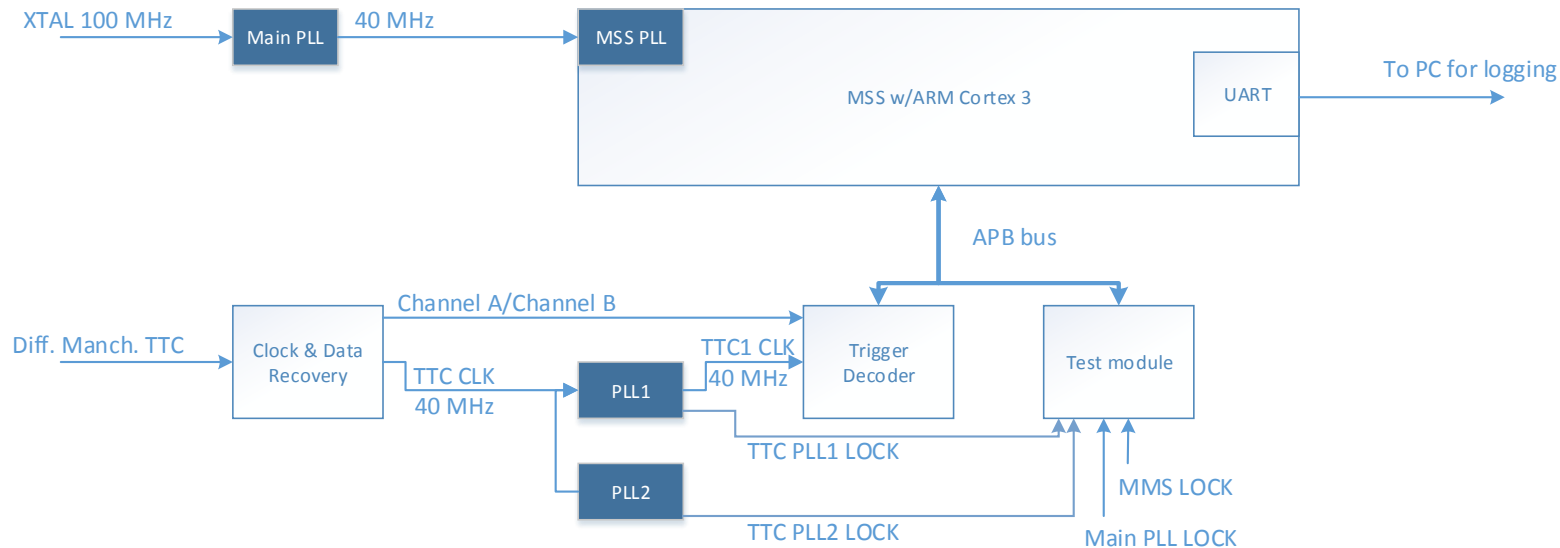 XTAL 100 MHz
Main PLL
40 MHz
MSS PLL
MSS w/ARM Cortex 3
UART
To PC for logging
APB bus
Diff. Manch. TTC
Clock & Data
Recovery
Channel A/Channel B
TTC CLK
40 MHz
PLL1
TTC1 CLK
40 MHz
Trigger
Decoder
Test module
TTC PLL1 LOCK
PLL2
TTC PLL2 LOCK
MMS LOCK
Main PLL LOCK